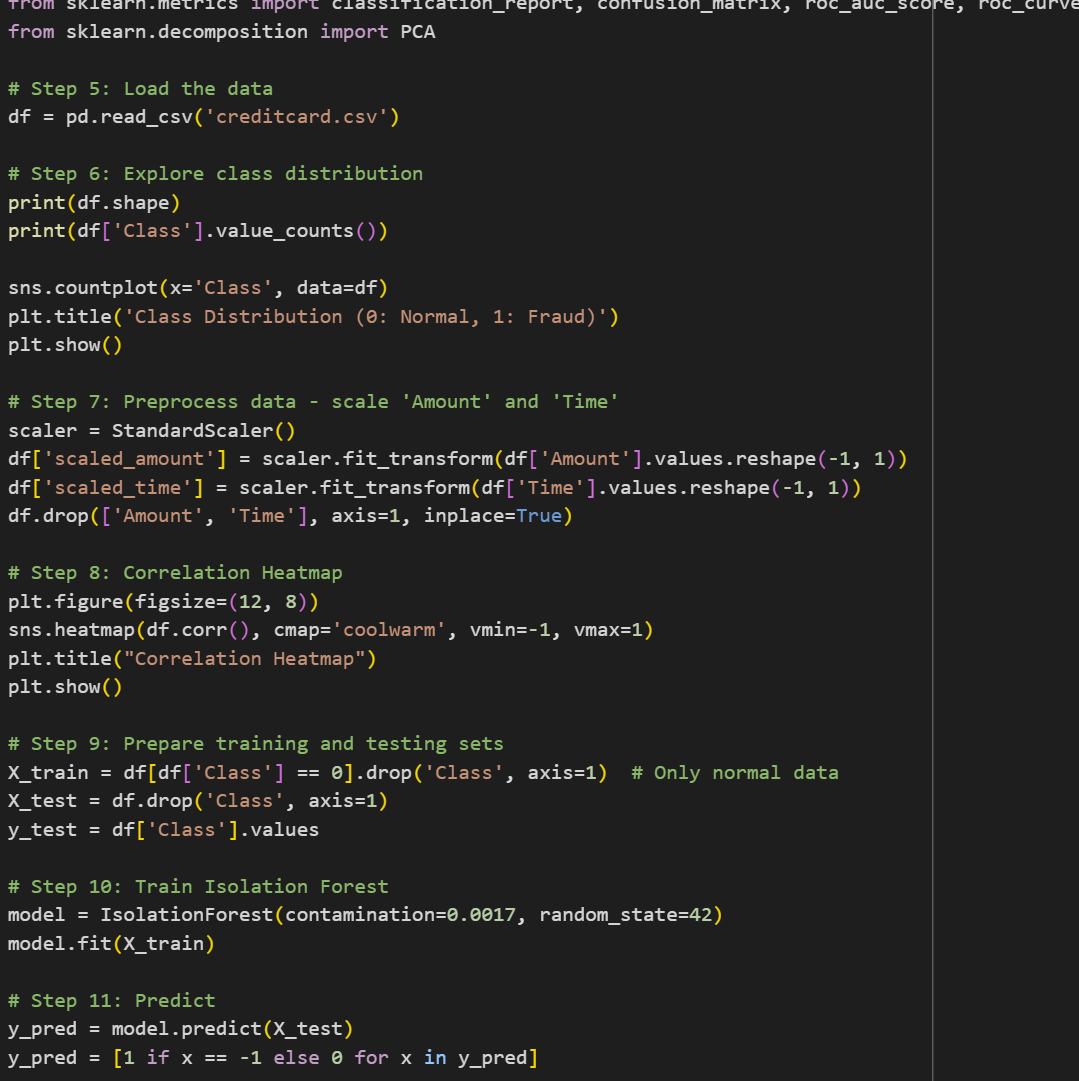 from sklearn.metrics import classification_report, confusion_matrix, roc_auc_score, roc_curve
from sklearn.decomposition import PCA
# Step 5: Load the data
df = pd.read_csv('creditcard.csv')
# Step 6: Explore class distribution
print(df.shape)
print(df['Class'].value_counts())
sns.countplot(x='Class', data=df)
plt.title('Class Distribution (0: Normal, 1: Fraud)')
plt.show()
# Step 7: Preprocess data - scale 'Amount' and 'Time'
scaler = StandardScaler()
df['scaled_amount'] = scaler.fit_transform(df['Amount'].values.reshape(-1, 1))
df['scaled_time'] = scaler.fit_transform(df['Time'].values.reshape(-1, 1))
df.drop(['Amount', 'Time'], axis=1, inplace=True)
# Step 8: Correlation Heatmap
plt.figure(figsize=(12, 8))
sns.heatmap(df.corr(), cmap='coolwarm', vmin=-1, vmax=1)
plt.title("Correlation Heatmap")
plt.show()
# Step 9: Prepare training and testing sets
X_train = df[df['Class'] == 0].drop('Class', axis=1)  # Only normal data
X_test = df.drop('Class', axis=1)
y_test = df['Class'].values
# Step 10: Train Isolation Forest
model = IsolationForest(contamination=0.0017, random_state=42)
model.fit(X_train)
# Step 11: Predict
y_pred = model.predict(X_test)
y_pred = [1 if x == -1 else 0 for x in y_pred]